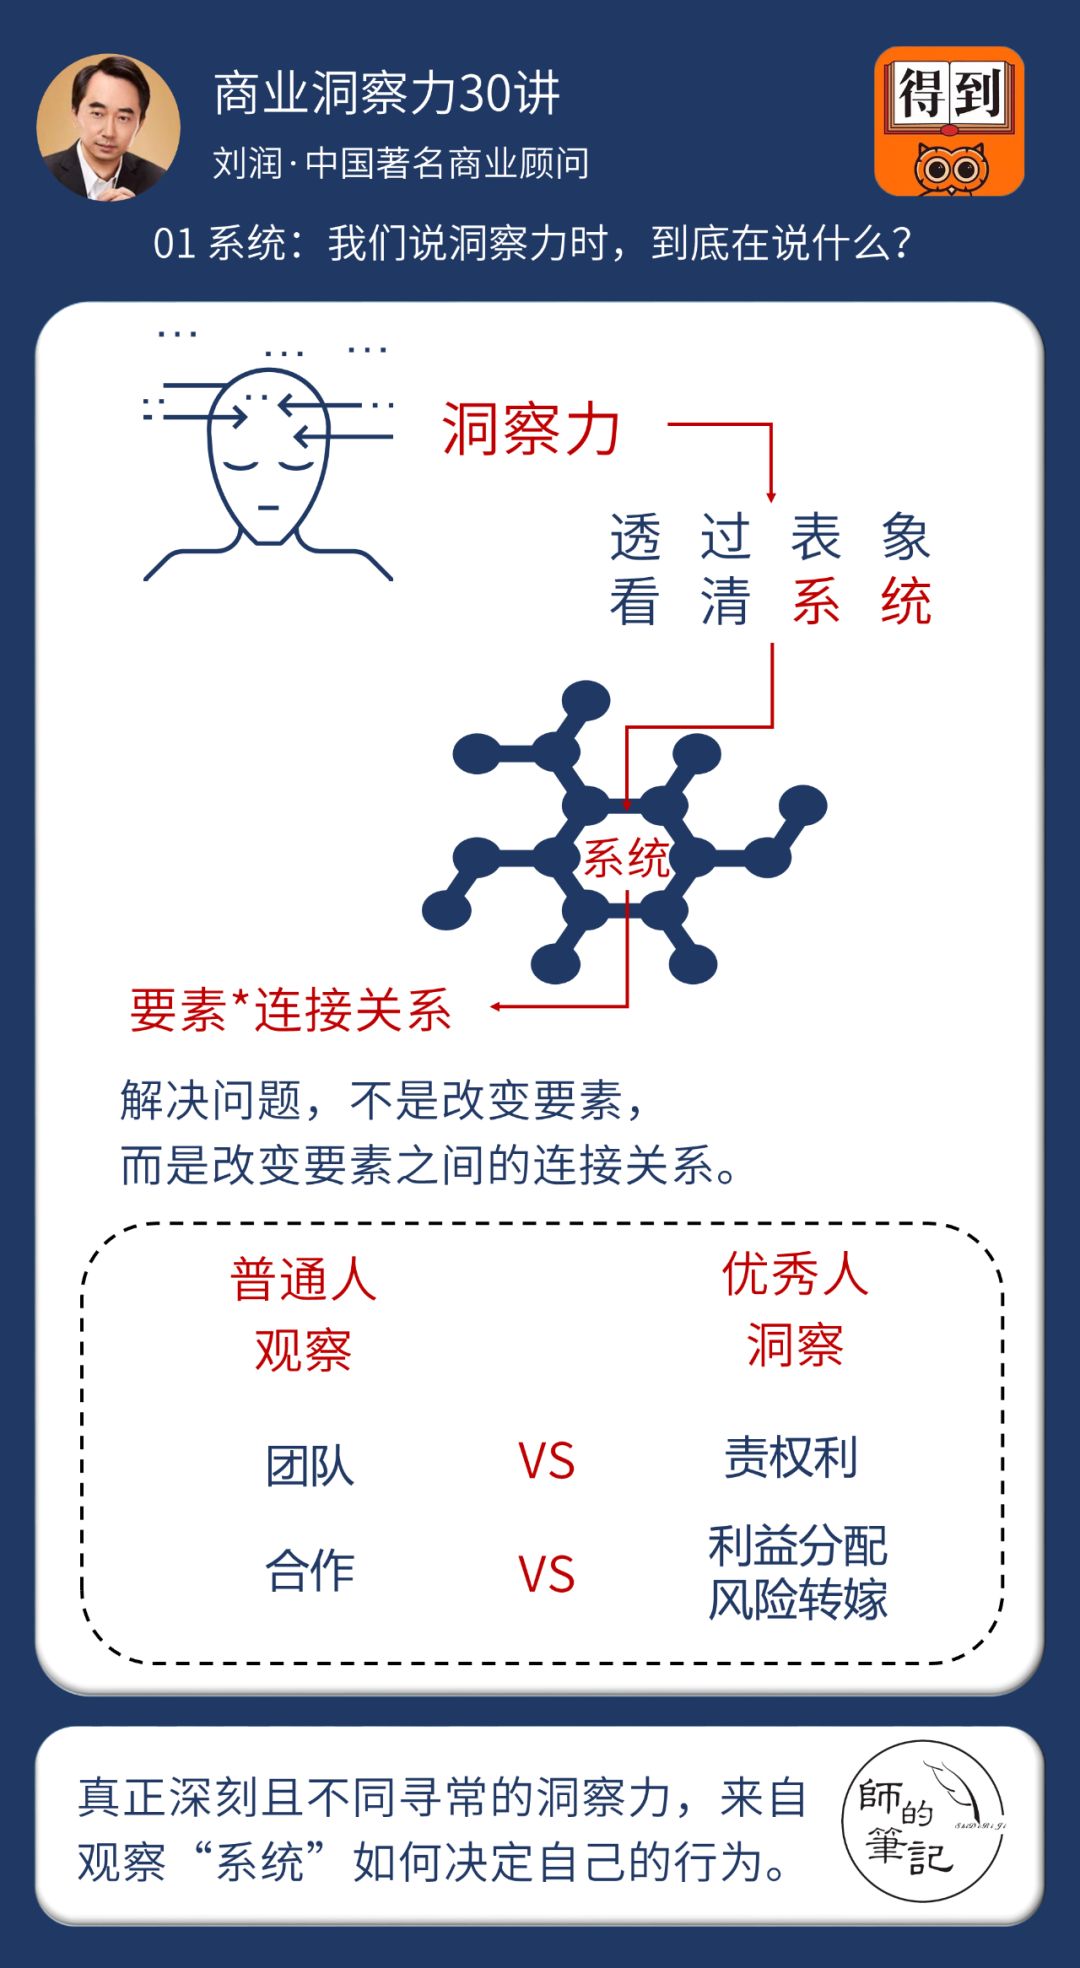 商业洞察力30讲
刘润·中国著名商业顾问
得到
01 系统：我们说洞察力时，到底在说什么？
洞察力
透过表象
看清系统
系统
要素*连接关系
解决问题，不是改变要素，
而是改变要素之间的连接关系。
普通人
优秀人
观察
洞察
团队
VS
责权利
合作
VS
利益分配
风险转嫁
真正深刻且不同寻常的洞察力，来自
观察“系统”如何决定自己的行为。
師的
筆記